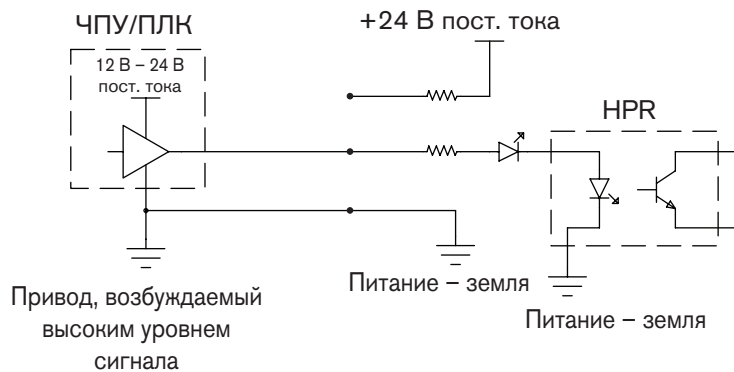 ЧПУ/ПЛК
+24 В пост. тока
12 В – 24 В
пост. тока
HPR
Питание – земля
Привод, возбуждаемый
высоким уровнем
сигнала
Питание – земля